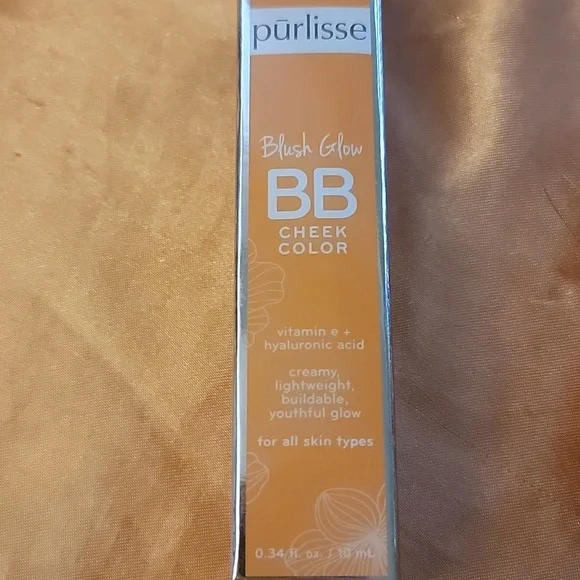 pūrlisse
Blush Glow
BB
CHEEK
COLOR
vitamin e +
hyaluronic acid
creamy,
lightweight,
buildable,
youthful glow
for all skin types
0.34 fl. oz. / 10 mL